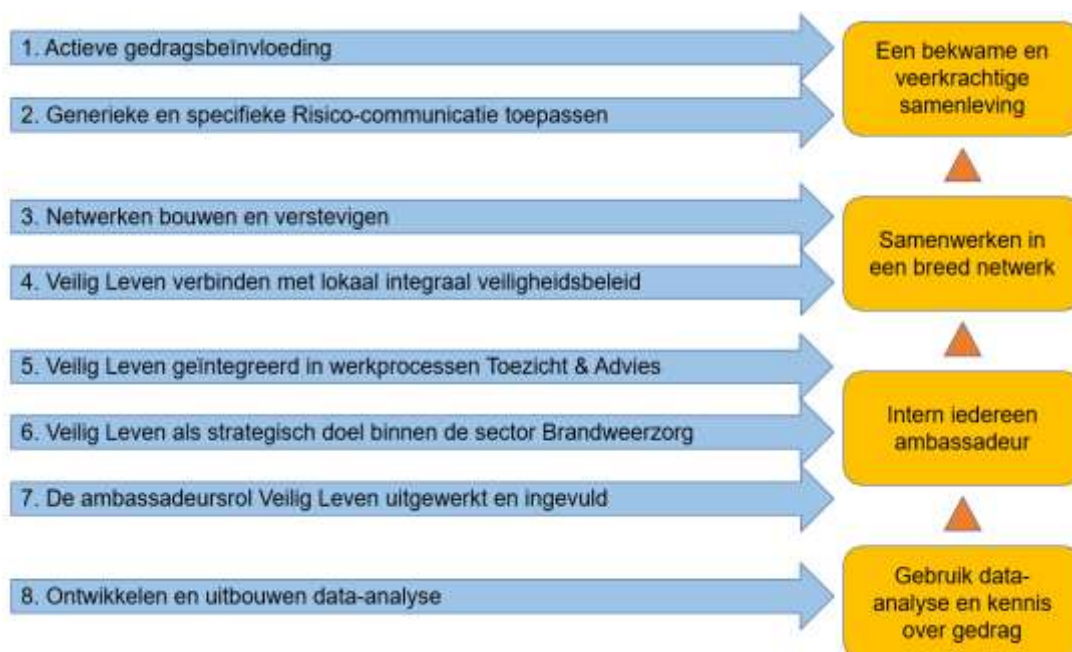 1. Actieve gedragsbeïnvloeding
2. Generieke en specifieke Risico-communicatie toepassen
Een bekwame en
veerkrachtige
samenleving
3. Netwerken bouwen en verstevigen
4. Veilig Leven verbinden met lokaal integraal veiligheidsbeleid
Samenwerken in
een breed netwerk
5. Veilig Leven geïntegreerd in werkprocessen Toezicht & Advies
6. Veilig Leven als strategisch doel binnen de sector Brandweerzorg
7. De ambassadeursrol Veilig Leven uitgewerkt en ingevuld
Intern iedereen
ambassadeur
8. Ontwikkelen en uitbouwen data-analyse
Gebruik data-
analyse en kennis
over gedrag